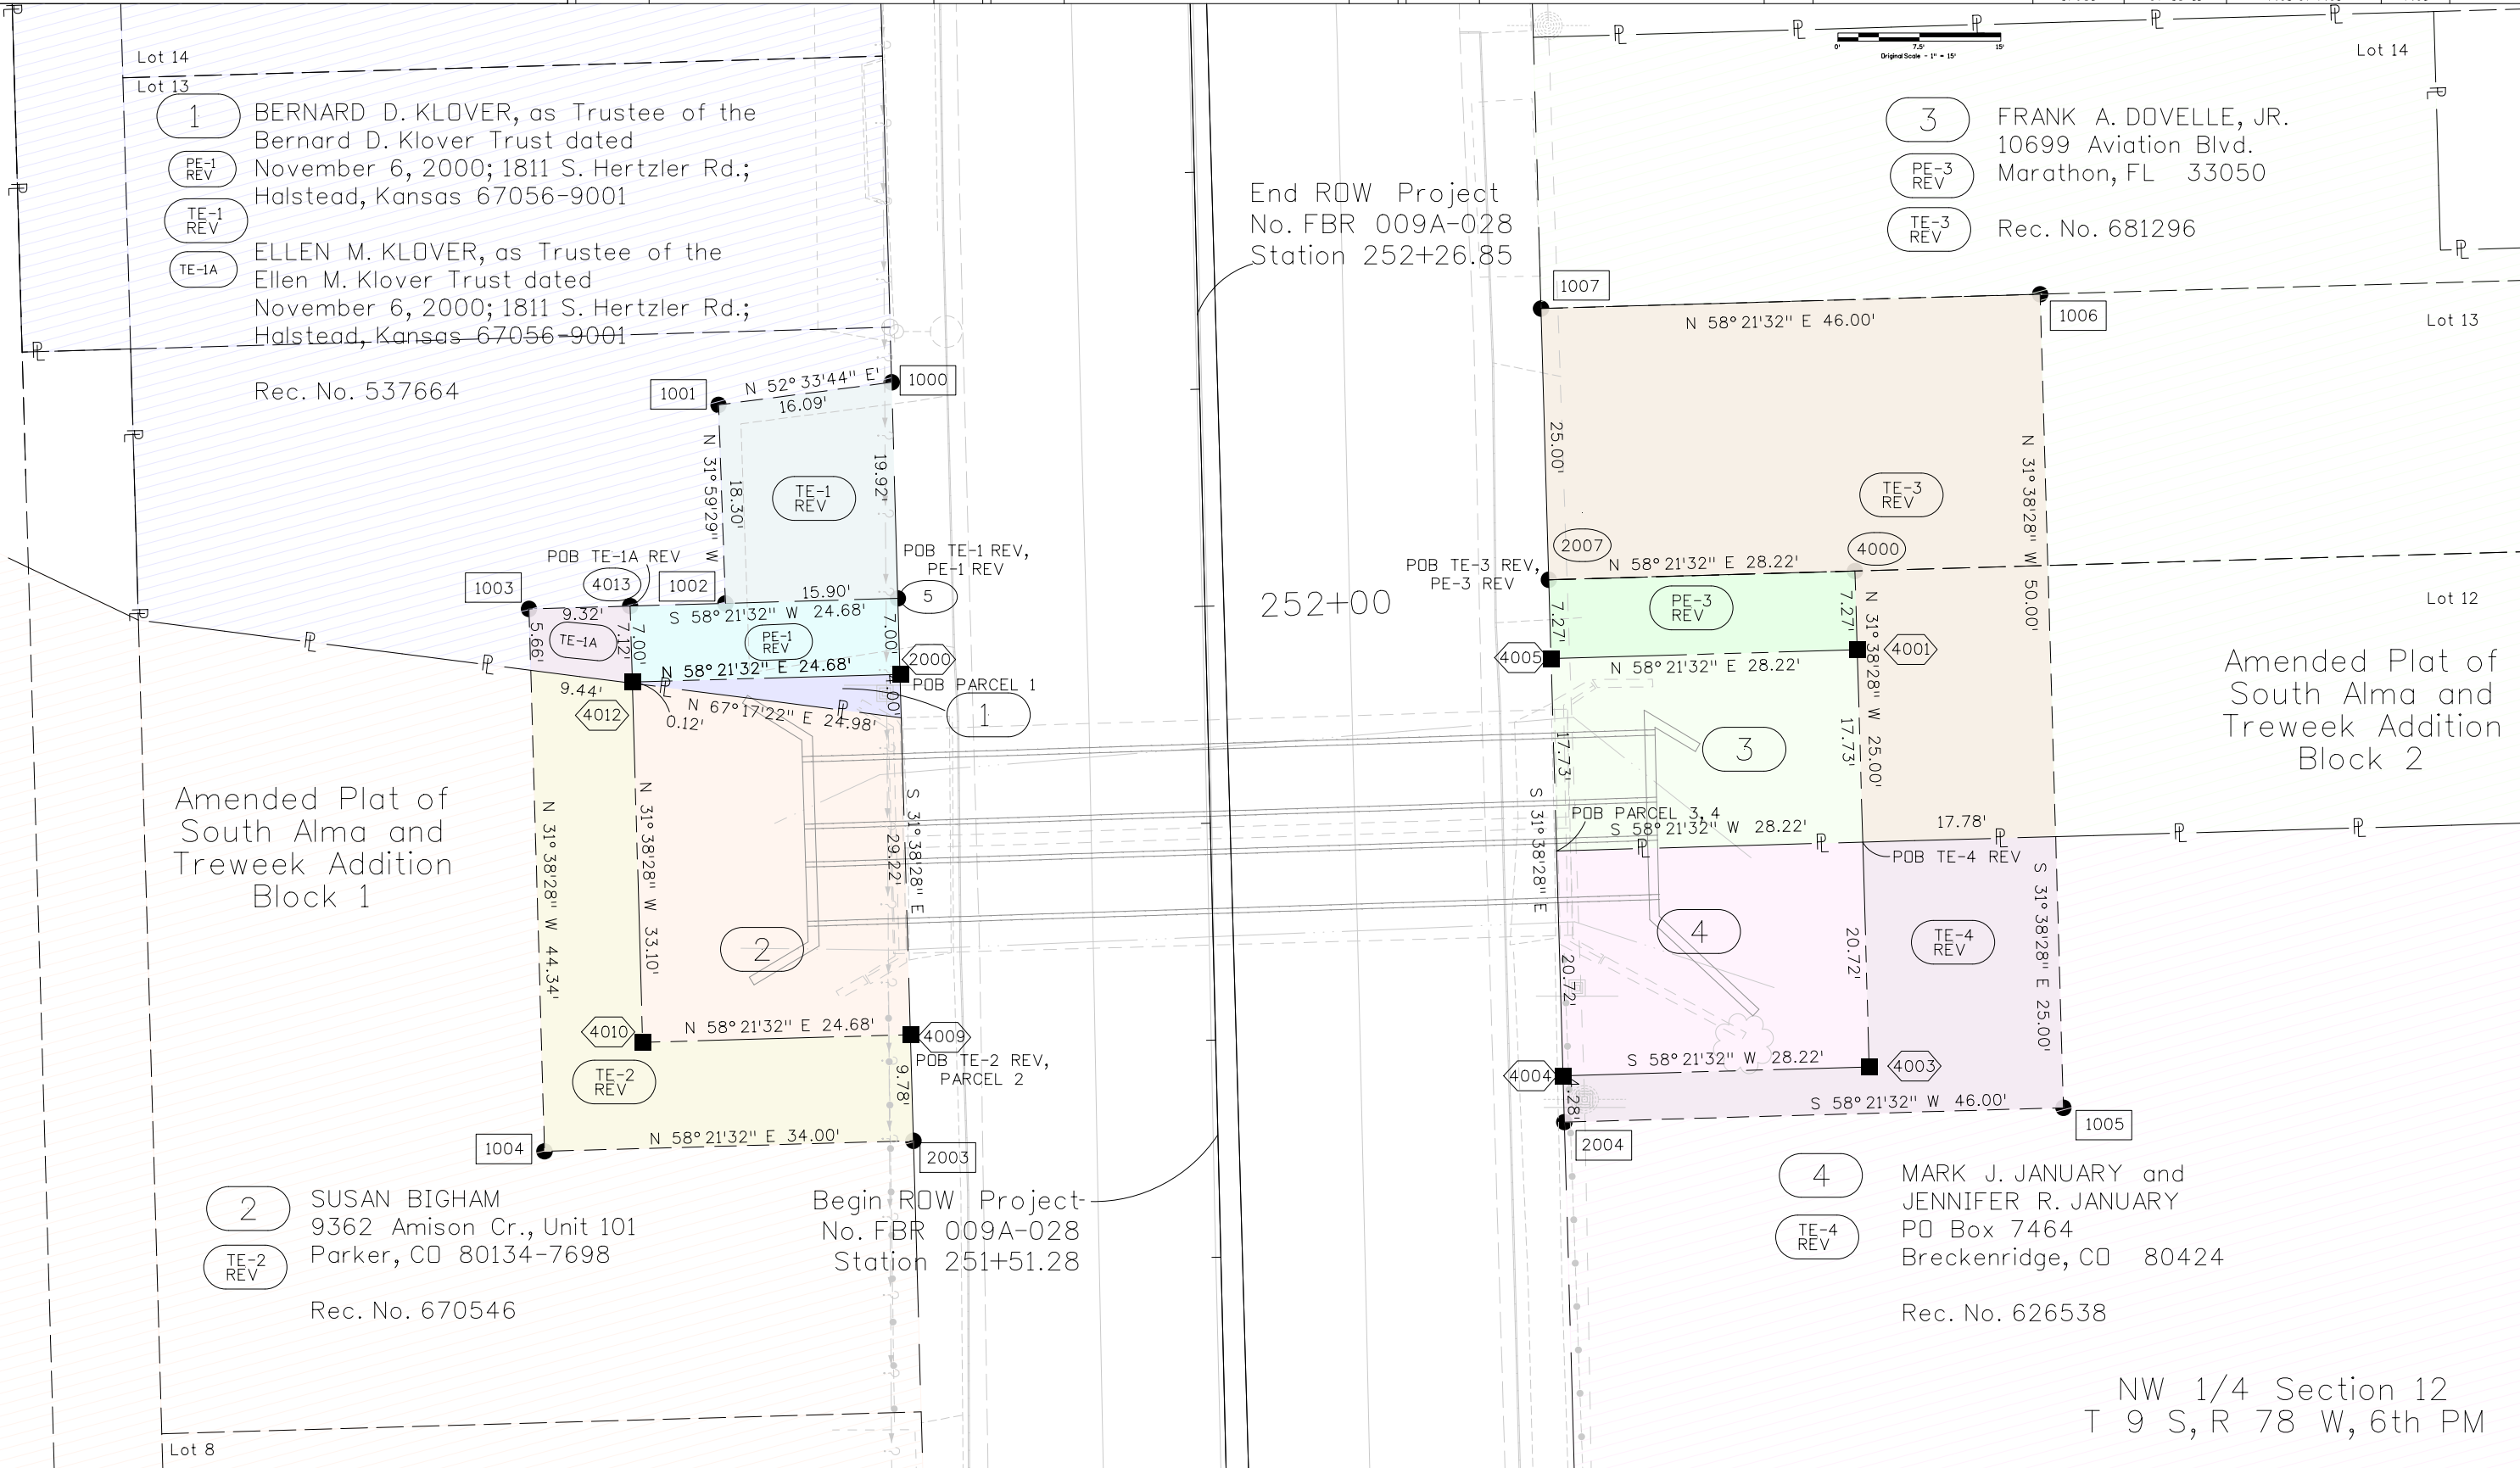 Lot 14
Lot 13
1
PE-1
REV
TE-1
REV
TE-1A
BERNARD D. KLOVER, as Trustee of the
Bernard D. Klover Trust dated
November 6, 2000; 1811 S. Hertzler Rd.;
Halstead, Kansas 67056-9001
ELLEN M. KLOVER, as Trustee of the
Ellen M. Klover Trust dated
November 6, 2000; 1811 S. Hertzler Rd.;
Halstead, Kansas 67056-9001
Rec. No. 537664
End ROW Project
No. FBR 009A-028
Station 252+26.85
0'
7.5'
15'
Original Scale - 1" = 15'
Lot 14
3
PE-3
REV
TE-3
REV
FRANK A. DOVELLE, JR.
10699 Aviation Blvd.
Marathon, FL 33050
Rec. No. 681296
1007
1006
N 58° 21'32" E 46.00'
Lot 13
1001
N 52° 33'44" E'
16.09'
1000
N 31° 59'29" W
18.30'
19.92'
TE-1
REV
25.00'
TE-3
REV
N 31° 38'28" W 50.00'
POB TE-1A REV
POB TE-1 REV,
PE-1 REV
1003
4013
1002
15.90'
5
9.32'
S 58° 21'32" W 24.68'
5.66'
TE-1A
7.12'
7.00'
PE-1
REV
7.00'
N 58° 21'32" E 24.68'
2000
POB PARCEL 1
9.44'
4012
0.12'
N 67° 17'22" E 24.98'
4.00'
1
252+00
2007
4000
POB TE-3 REV,
PE-3 REV
N 58° 21'32" E 28.22'
PE-3
REV
7.27'
7.27'
4005
N 58° 21'32" E 28.22'
4001
Lot 12
N 31° 38'28" W 25.00'
17.73'
3
17.73'
POB PARCEL 3, 4
S 58° 21'32" W 28.22'
17.78'
POB TE-4 REV
Amended Plat of
South Alma and
Treweek Addition
Block 2
Amended Plat of
South Alma and
Treweek Addition
Block 1
N 31° 38'28" W 44.34'
N 31° 38'28" W 33.10'
2
29.22'
S 31° 38'28" E
S 31° 38'28" E
4
20.72'
20.72'
TE-4
REV
S 31° 38'28" E 25.00'
4010
N 58° 21'32" E 24.68'
4009
POB TE-2 REV,
PARCEL 2
TE-2
REV
9.78'
1004
N 58° 21'32" E 34.00'
2003
4004
S 58° 21'32" W 28.22'
4003
S 58° 21'32" W 46.00'
1005
2004
2
TE-2
REV
SUSAN BIGHAM
9362 Amison Cr., Unit 101
Parker, CO 80134-7698
Rec. No. 670546
Begin ROW Project
No. FBR 009A-028
Station 251+51.28
4
TE-4
REV
MARK J. JANUARY and
JENNIFER R. JANUARY
PO Box 7464
Breckenridge, CO 80424
Rec. No. 626538
NW 1/4 Section 12
T 9 S, R 78 W, 6th PM
Lot 8